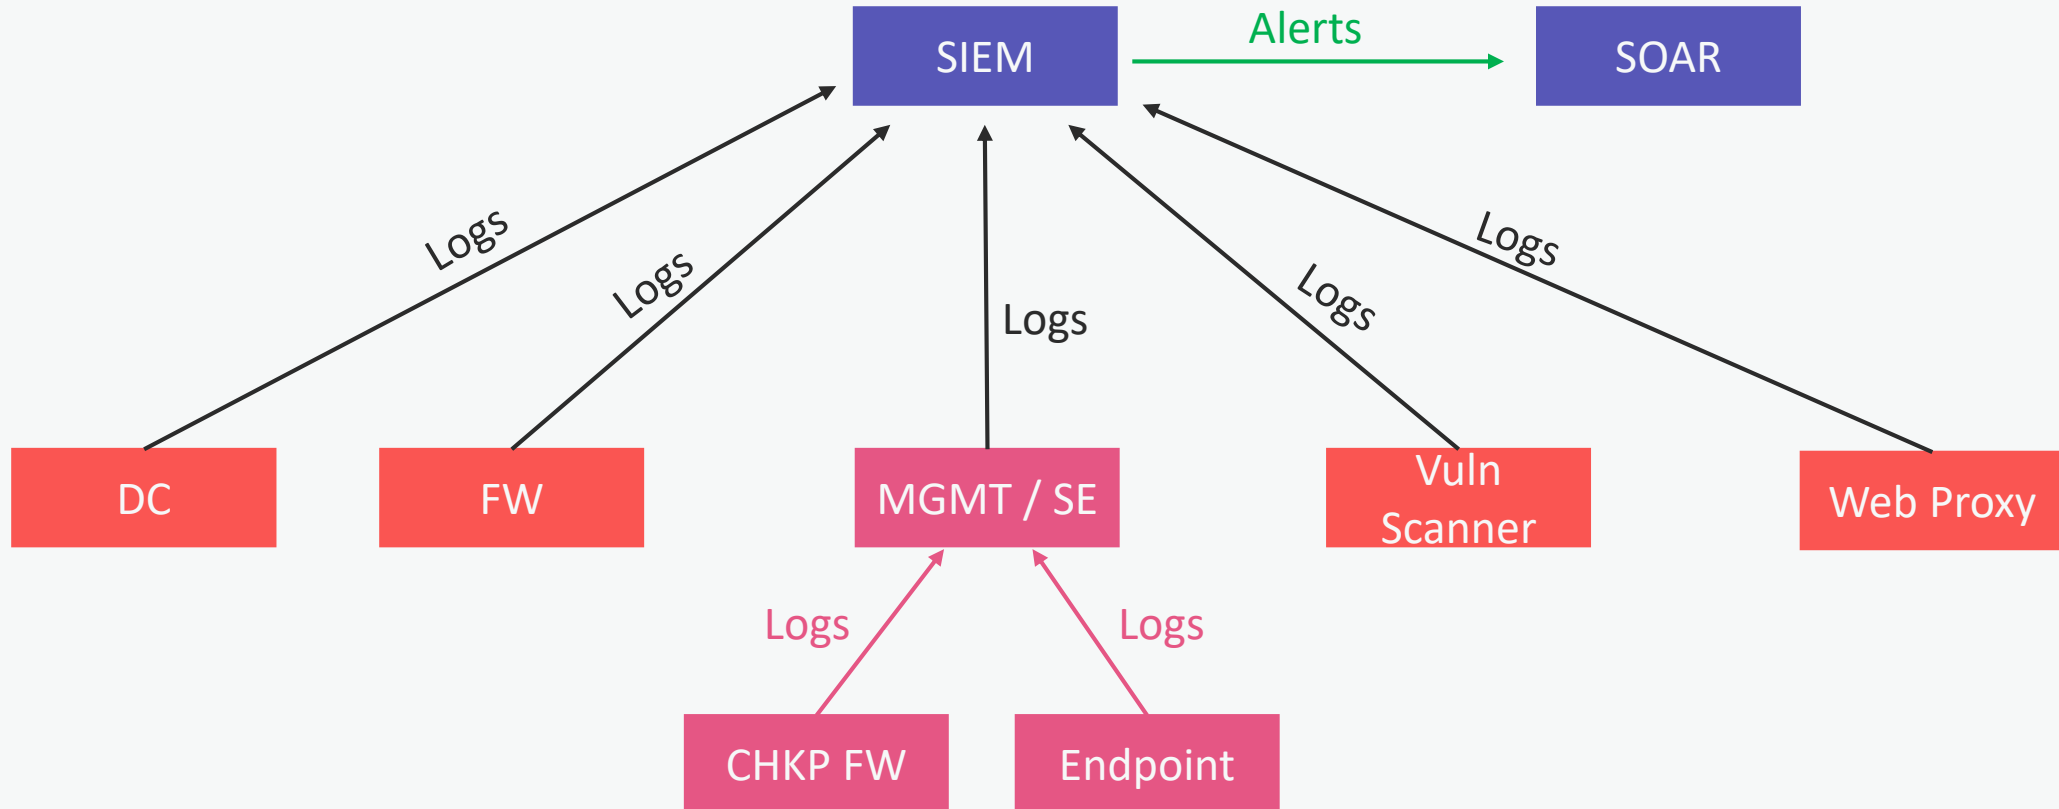 Alerts
SIEM
SOAR
Logs
Logs
Logs
Logs
Logs
DC
FW
MGMT / SE
Vuln
Scanner
Web Proxy
Logs
Logs
CHKP FW
Endpoint